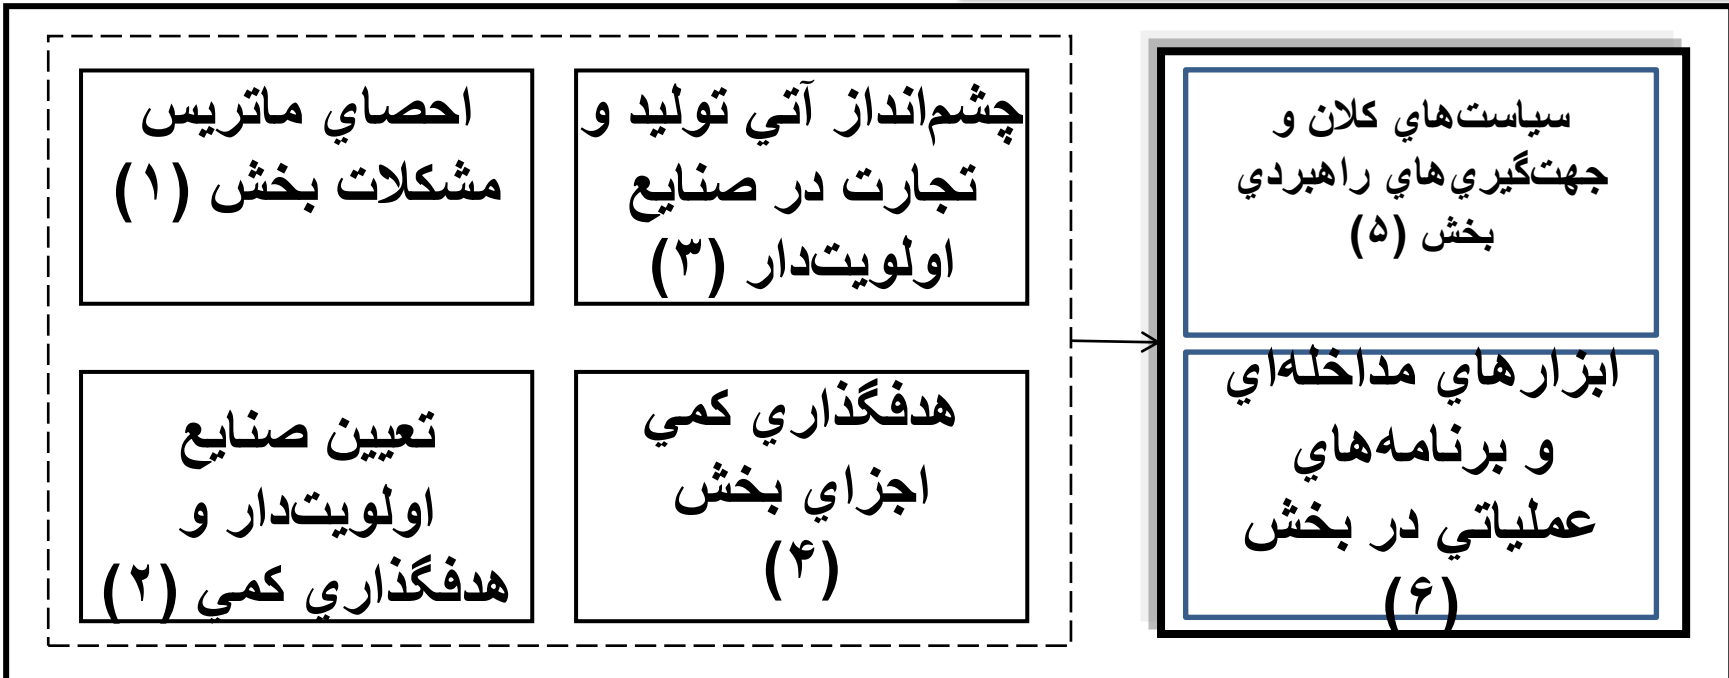 احصاي ماتريس
مشكلات بخش (۱)
تعيين صنايع
اولويت‌دار و
هدفگذاري كمي (۲)
چشم‌انداز آتي توليد و
تجارت در صنايع
اولويت‌دار (۳)
هدفگذاري كمي
اجزاي بخش
(۴)
سياست‌هاي كلان و
جهت‌گيري‌هاي راهبردي
بخش (۵)
ابزارهاي مداخله‌اي
و برنامه‌هاي
عملياتي در بخش
(۶)